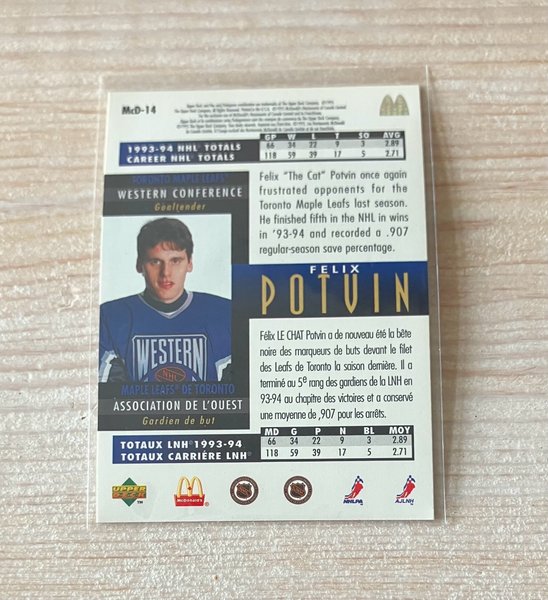 McD-14
1993-94 NHL TOTALS
CAREER NHL TOTALS
GP W L T SO AVG
66 34 22 9 3 2.89
118 59 39 17 5 2.71
TORONTO MAPLE LEAFS
WESTERN CONFERENCE
Goaltender
Felix "The Cat" Potvin once again
frustrated opponents for the
Toronto Maple Leafs last season.
He finished fifth in the NHL in wins
in '93-94 and recorded a .907
regular-season save percentage.
FELIX
POTVIN
WESTERN
NHL
Félix LE CHAT Potvin a de nouveau été la bête
noire des marqueurs de buts devant le filet
des Leafs de Toronto la saison dernière. Il a
terminé au 5e rang des gardiens de la LNH en
93-94 au chapitre des victoires et a conservé
une moyenne de ,907 pour les arrêts.
MAPLE LEAFS DE TORONTO
ASSOCIATION DE L'OUEST
Gardien de but
MD G P N BL MOY
66 34 22 9 3 2.89
118 59 39 17 5 2.71
TOTAUX LNH 1993-94
TOTAUX CARRIÉRE LNH
UPPER DECK
McDonald's
NHLPA
AJLNH